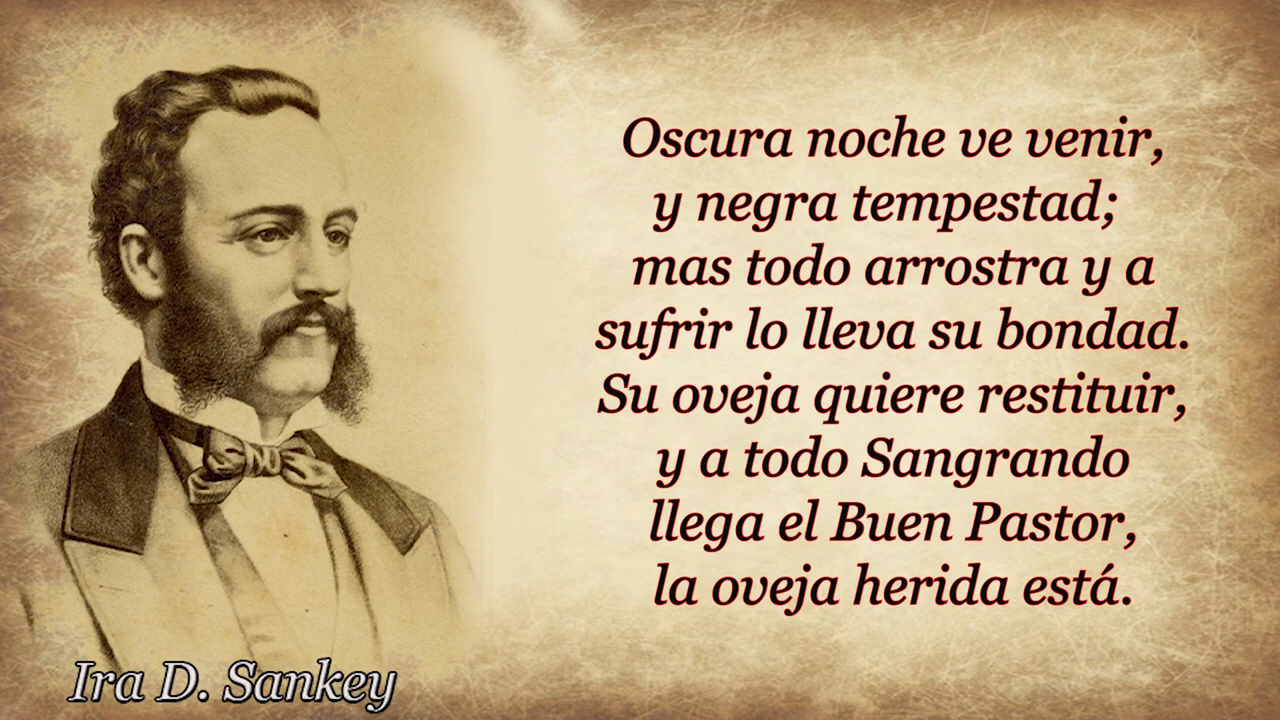 Oscura noche ve venir,
y negra tempestad;
mas todo arrostra y a
sufrir lo lleva su bondad.
Su oveja quiere restituir,
y a todo Sangrando
llega el Buen Pastor,
la oveja herida está.
Ira D. Sankey